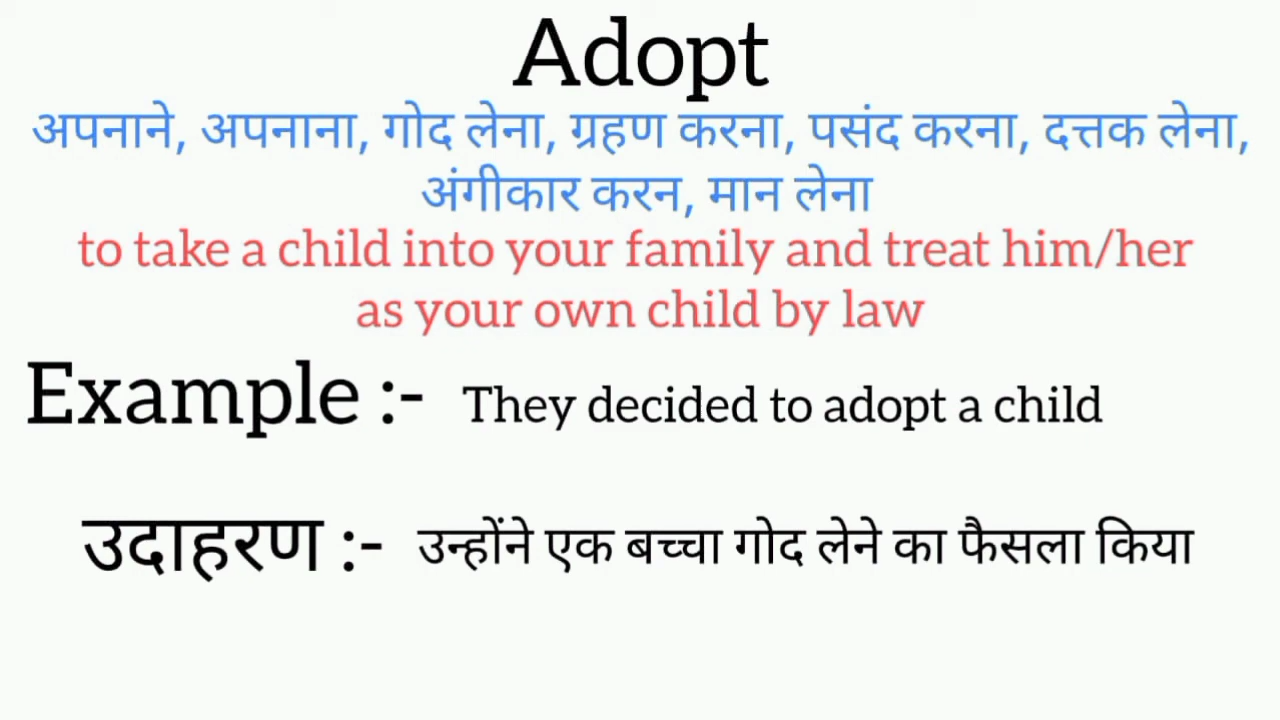 Adopt
अपनाने, अपनाना, गोद लेना, ग्रहण करना, पसंद करना, दत्तक लेना,
अंगीकार करन, मान लेना
to take a child into your family and treat him/her
as your own child by law
Example :- They decided to adopt a child
उदाहरण :- उन्होंने एक बच्चा गोद लेने का फैसला किया